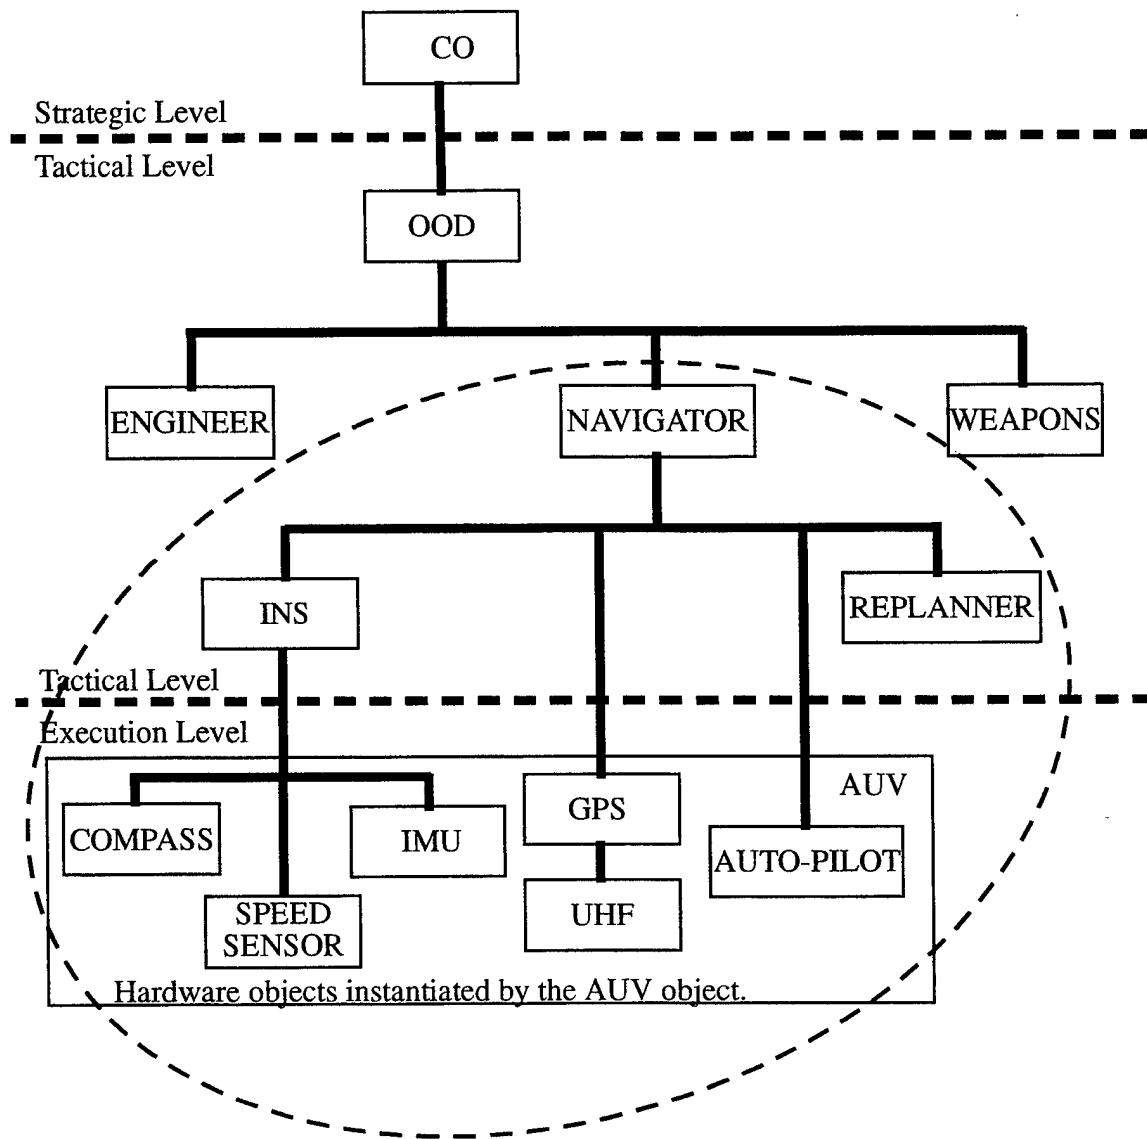 CO
Strategic Level
Tactical Level
OOD
ENGINEER
NAVIGATOR
WEAPONS
INS
REPLANNER
Tactical Level
Execution Level
AUV
COMPASS
IMU
GPS
AUTO-PILOT
SPEED
SENSOR
UHF
Hardware objects instantiated by the AUV object.